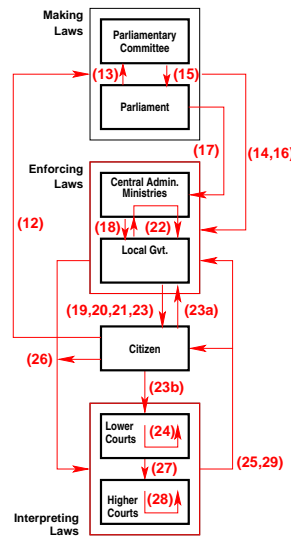 Making
Laws
Parliamentary
Committee
(13)
(15)
Parliament
(17)
(14,16)
Enforcing
Laws
Central Admin.
Ministries
(12)
(18)
(22)
Local Gvt.
(19,20,21,23)
(23a)
Citizen
(26)
(23b)
Lower
Courts
(24)
(27)
(25,29)
Higher
Courts
(28)
Interpreting
Laws